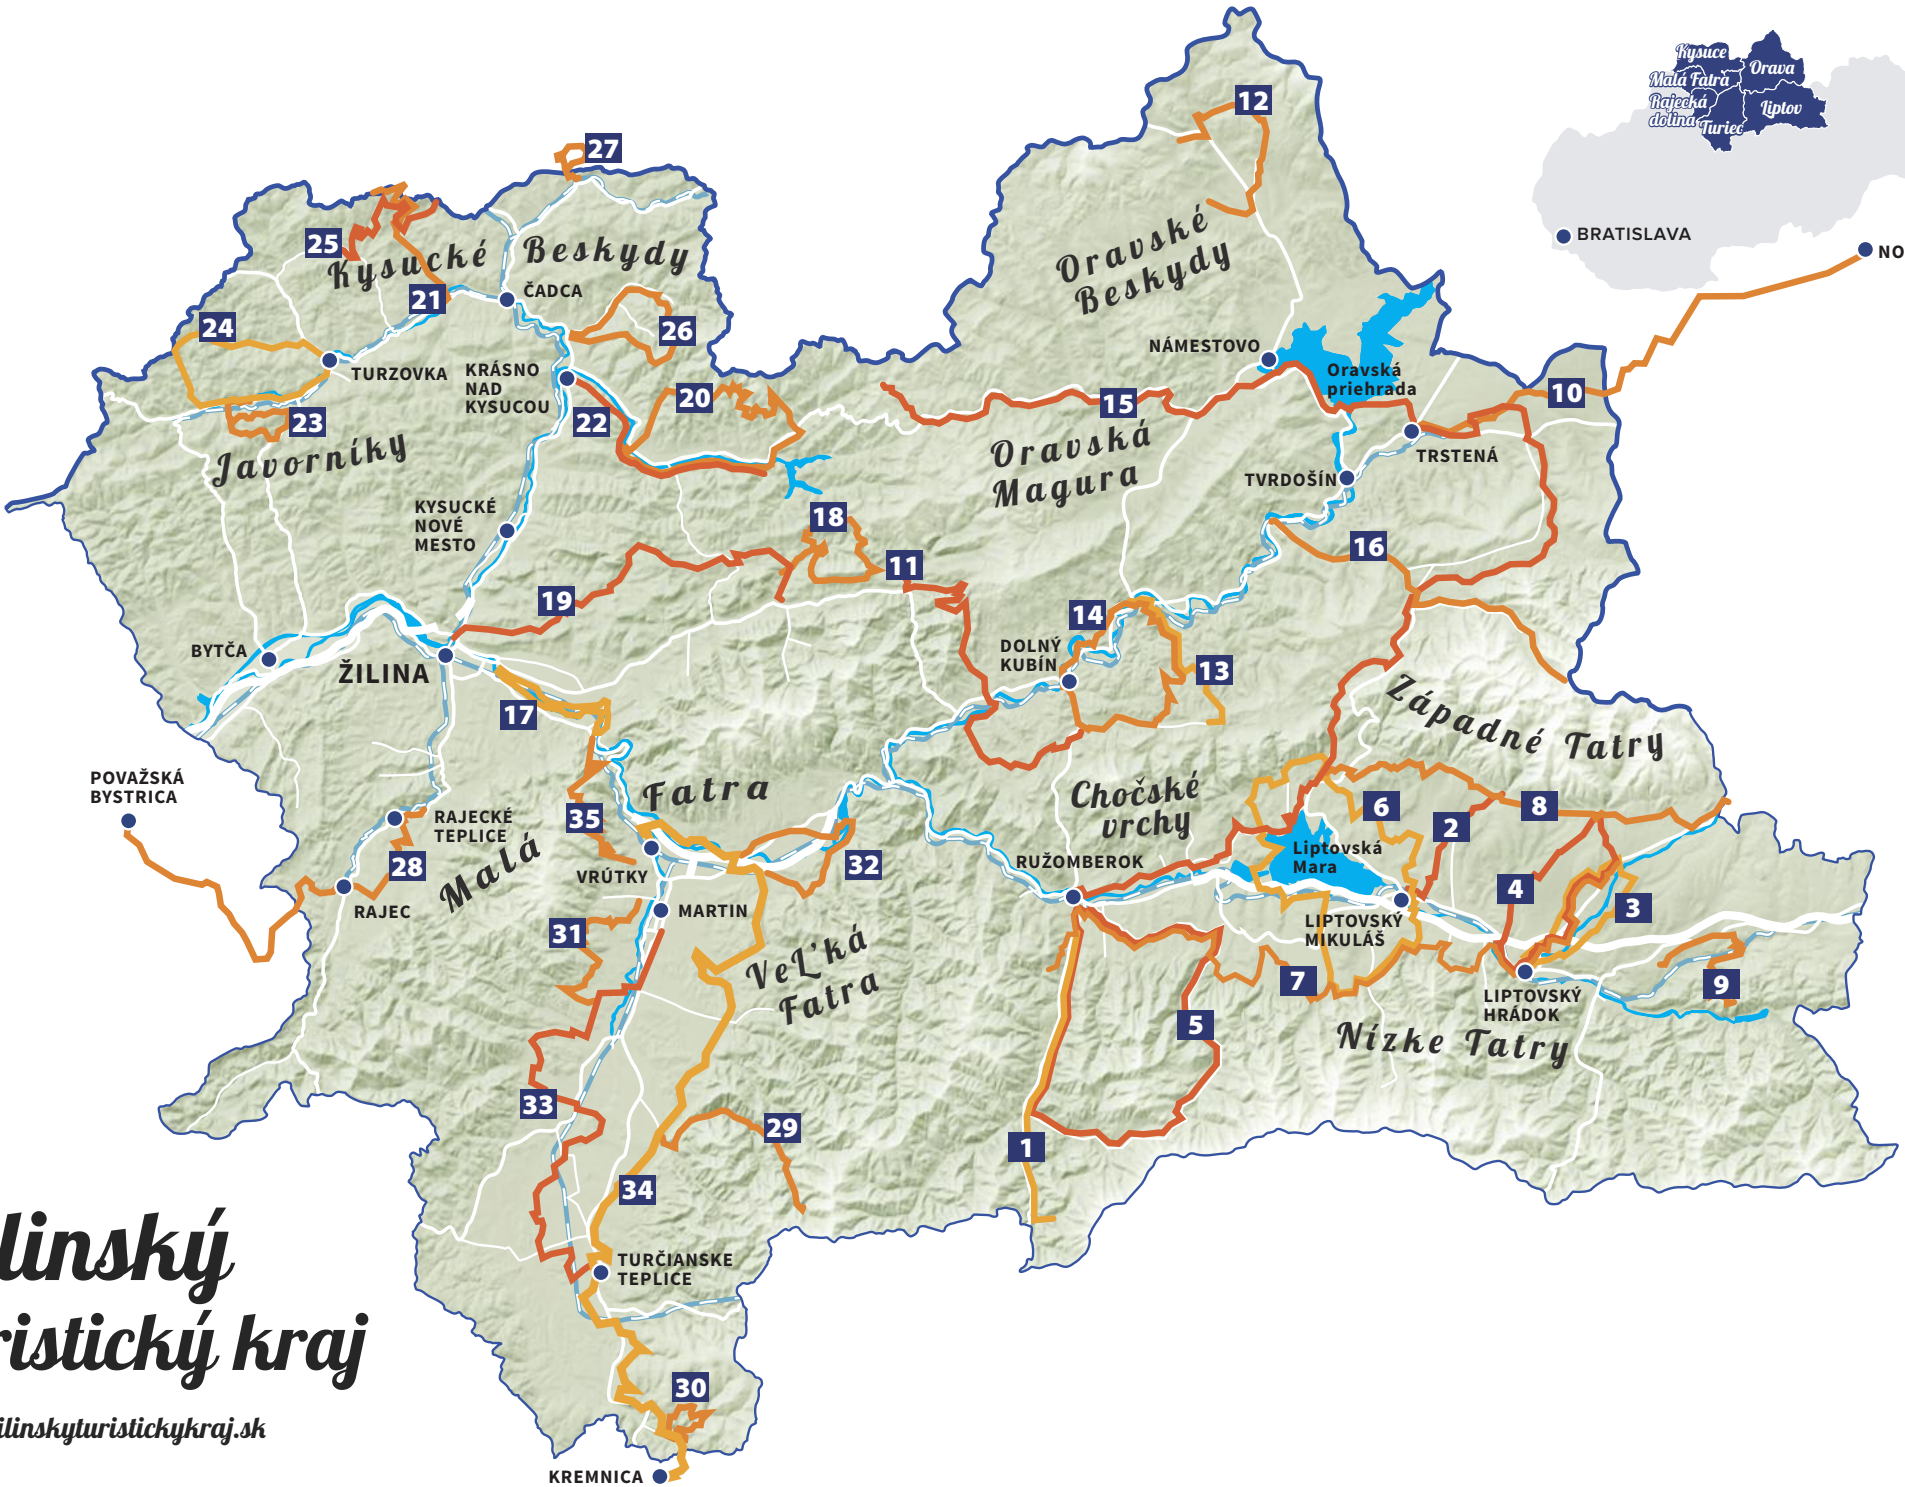 12
Kysuce
Orava
Malá Fatra
Rajecká
dolina
Liptov
Turiec
27
BRATISLAVA
NO
25
Kysucké Beskydy
Oravské
Beskydy
21
ČADCA
24
26
NÁMESTOVO
TURZOVKA
KRÁSNO
NAD
KYSUCOU
Oravská
priehrada
10
20
15
23
22
Javorníky
Oravská
Magura
TRSTENÁ
TVRDOŠÍN
KYSUCKÉ
NOVÉ
MESTO
18
16
11
19
14
BYTČA
DOLNÝ
KUBÍN
ŽILINA
13
17
Západné Tatry
POVAŽSKÁ
BYSTRICA
Malá Fatra
Chočské
vrchy
RAJECKÉ
TEPLICE
35
6
8
2
28
VRÚTKY
32
RUŽOMBEROK
Liptovská
Mara
RAJEC
MARTIN
4
3
31
LIPTOVSKÝ
MIKULÁŠ
VeĽká
Fatra
7
9
LIPTOVSKÝ
HRÁDOK
5
Nízke Tatry
33
29
1
34
linský
TURČIANSKE
TEPLICE
ristický kraj
30
ilinskyturistickykraj.sk
KREMNICA